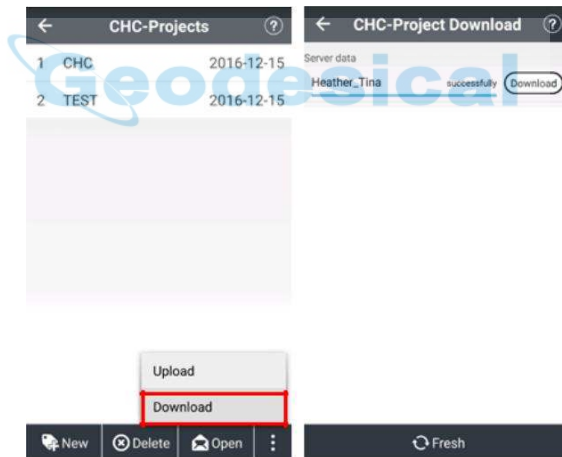 CHC-Projects ?
1 CHC 2016-12-15
2 TEST 2016-12-15
Upload
Download
New Delete Open
CHC-Project Download ?
Server data
Heather_Tina successfully Download
Fresh
Geodesical